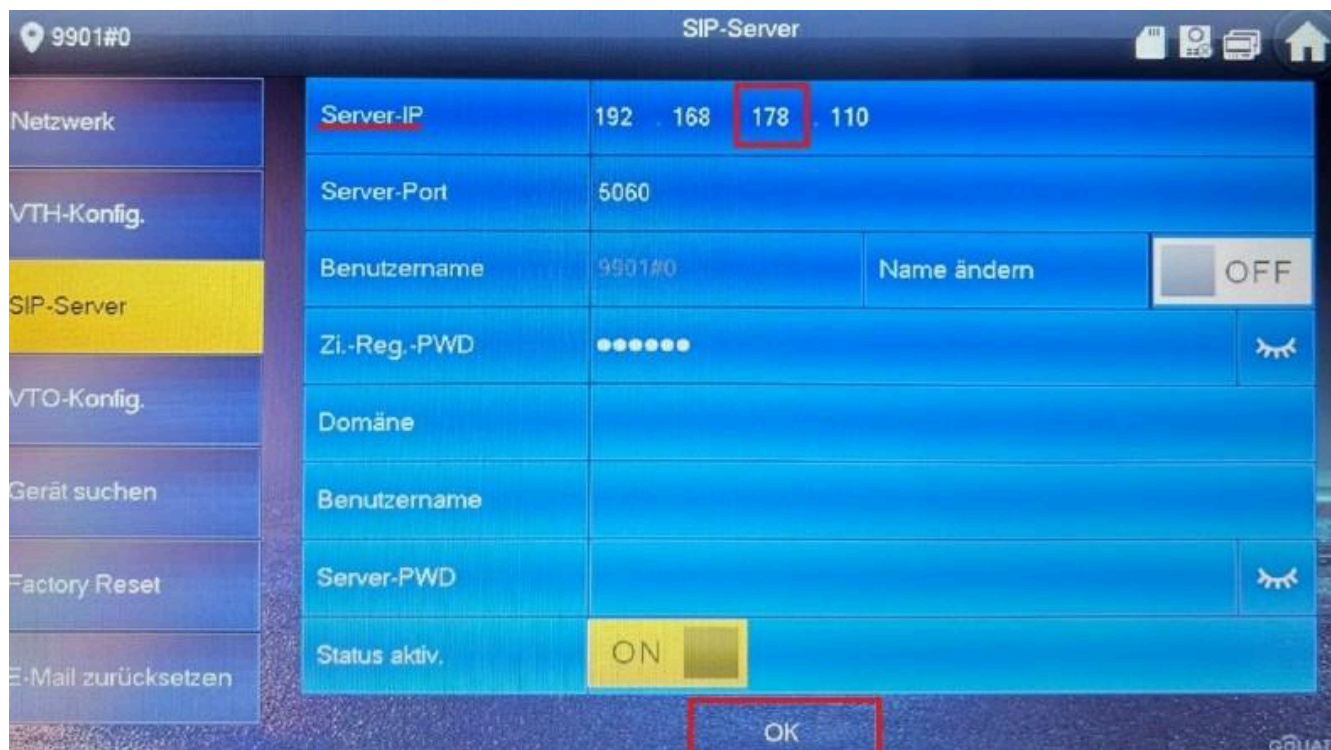 9901#0
SIP-Server
Netzwerk
VTH-Konfig.
SIP-Server
VTO-Konfig.
Gerät suchen
Factory Reset
E-Mail zurücksetzen
Server-IP 192 . 168 178 . 110
Server-Port 5060
Benutzername 9901#0 Name ändern OFF
Zi.-Reg.-PWD ●●●●●●
Domäne
Benutzername
Server-PWD
Status aktiv. ON
OK